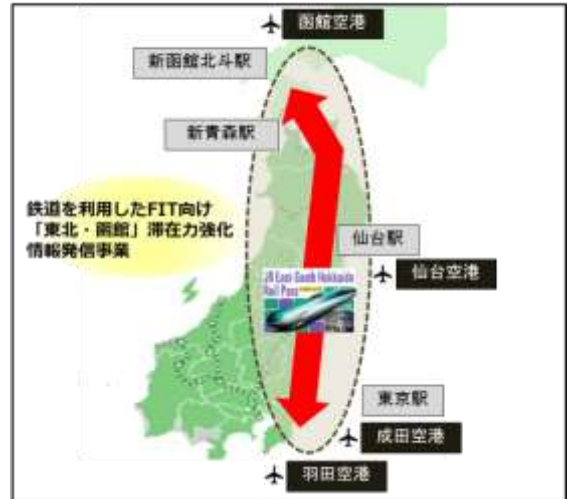 函館空港
新函館北斗駅
新青森駅
鉄道を利用したFIT向け
「東北・函館」滞在力強化
情報発信事業
仙台駅
仙台空港
JR East-South Hokkaido
Rail Pass
東京駅
成田空港
羽田空港